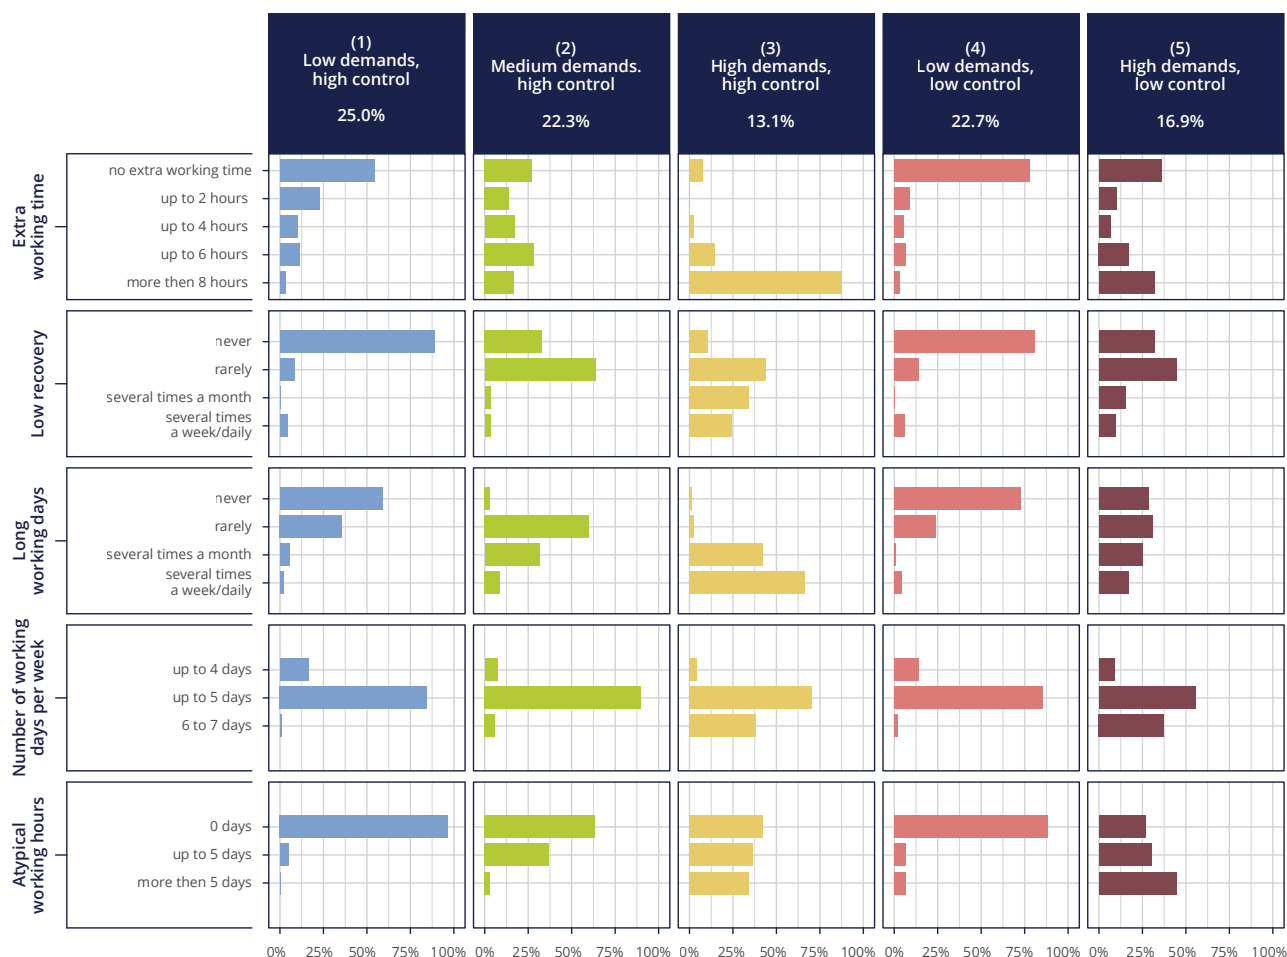 (1)
Low demands,
high control
25.0%
(2)
Medium demands.
high control
22.3%
(3)
High demands,
high control
13.1%
(4)
Low demands,
low control
22.7%
(5)
High demands,
low control
16.9%
Extra
working time
no extra working time
up to 2 hours
up to 4 hours
up to 6 hours
more then 8 hours
Low recovery
never
rarely
several times a month
several times
a week/daily
Long
working days
never
rarely
several times a month
several times
a week/daily
Number of working
days per week
up to 4 days
up to 5 days
6 to 7 days
Atypical
working hours
0 days
up to 5 days
more then 5 days
0% 25% 50% 75% 100% 0% 25% 50% 75% 100% 0% 25% 50% 75% 100% 0% 25% 50% 75% 100% 0% 25% 50% 75% 100%